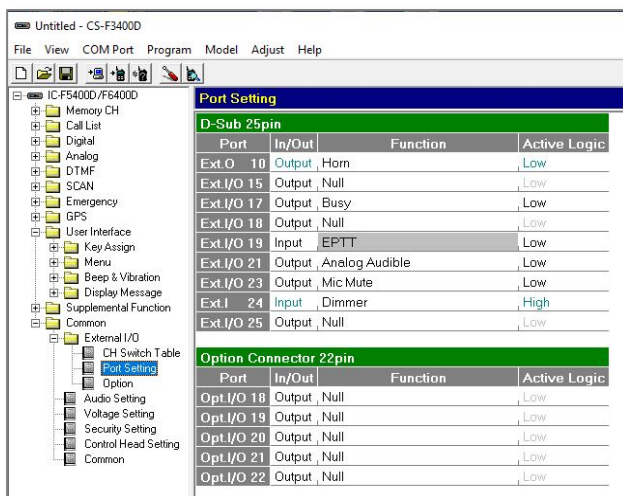 Untitled - CS-F3400D
File View COM Port Program Model Adjust Help
IC-F5400D/F6400D
Memory CH
Call List
Digital
Analog
DTMF
SCAN
Emergency
GPS
User Interface
Key Assign
Menu
Beep & Vibration
Display Message
Supplemental Function
Common
External I/O
CH Switch Table
Port Setting
Option
Audio Setting
Voltage Setting
Security Setting
Control Head Setting
Common
Port Setting
D-Sub 25pin
Port In/Out Function Active Logic
Ext.O 10 Output Horn Low
Ext.I/O 15 Output Null Low
Ext.I/O 17 Output Busy Low
Ext.I/O 18 Output Null Low
Ext.I/O 19 Input EPTT Low
Ext.I/O 21 Output Analog Audible Low
Ext.I/O 23 Output Mic Mute Low
Ext.I 24 Input Dimmer High
Ext.I/O 25 Output Null Low
Option Connector 22pin
Port In/Out Function Active Logic
Opt.I/O 18 Output Null Low
Opt.I/O 19 Output Null Low
Opt.I/O 20 Output Null Low
Opt.I/O 21 Output Null Low
Opt.I/O 22 Output Null Low